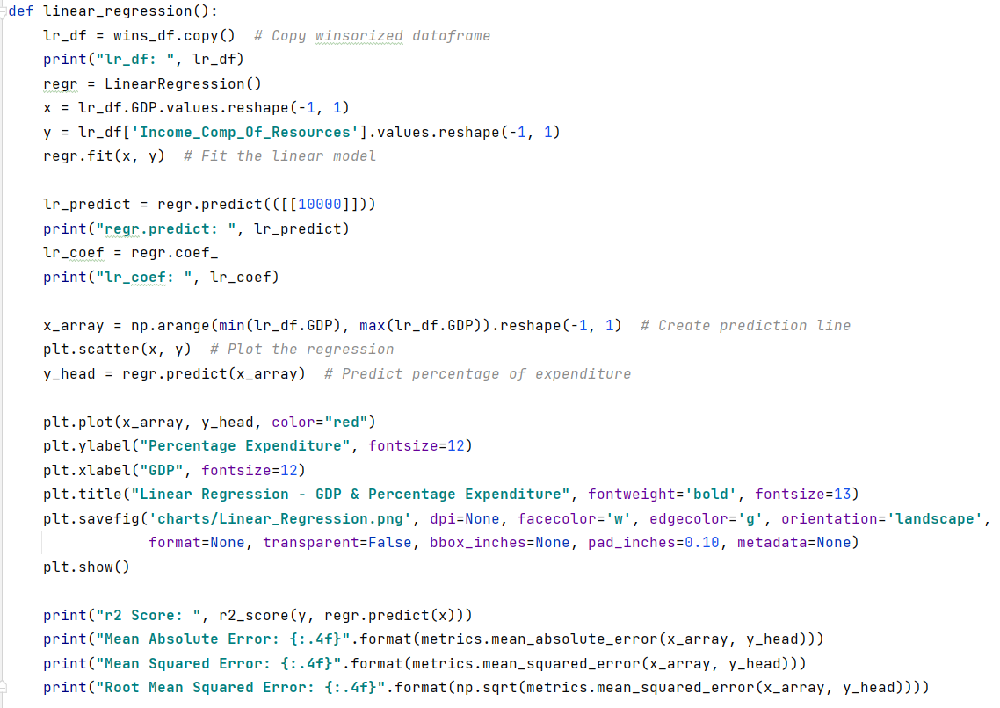 def linear_regression():
    lr_df = wins_df.copy()  # Copy winsorized dataframe
    print("lr_df: ", lr_df)
    regr = LinearRegression()
    x = lr_df.GDP.values.reshape(-1, 1)
    y = lr_df['Income_Comp_Of_Resources'].values.reshape(-1, 1)
    regr.fit(x, y)  # Fit the linear model

    lr_predict = regr.predict(([[10000]]))
    print("regr.predict: ", lr_predict)
    lr_coef = regr.coef_
    print("lr_coef: ", lr_coef)

    x_array = np.arange(min(lr_df.GDP), max(lr_df.GDP)).reshape(-1, 1)  # Create prediction line
    plt.scatter(x, y)  # Plot the regression
    y_head = regr.predict(x_array)  # Predict percentage of expenditure

    plt.plot(x_array, y_head, color="red")
    plt.ylabel("Percentage Expenditure", fontsize=12)
    plt.xlabel("GDP", fontsize=12)
    plt.title("Linear Regression - GDP & Percentage Expenditure", fontweight='bold', fontsize=13)
    plt.savefig('charts/Linear_Regression.png', dpi=None, facecolor='w', edgecolor='g', orientation='landscape',
                format=None, transparent=False, bbox_inches=None, pad_inches=0.10, metadata=None)
    plt.show()

    print("r2 Score: ", r2_score(y, regr.predict(x)))
    print("Mean Absolute Error: {:.4f}".format(metrics.mean_absolute_error(x_array, y_head)))
    print("Mean Squared Error: {:.4f}".format(metrics.mean_squared_error(x_array, y_head)))
    print("Root Mean Squared Error: {:.4f}".format(np.sqrt(metrics.mean_squared_error(x_array, y_head))))